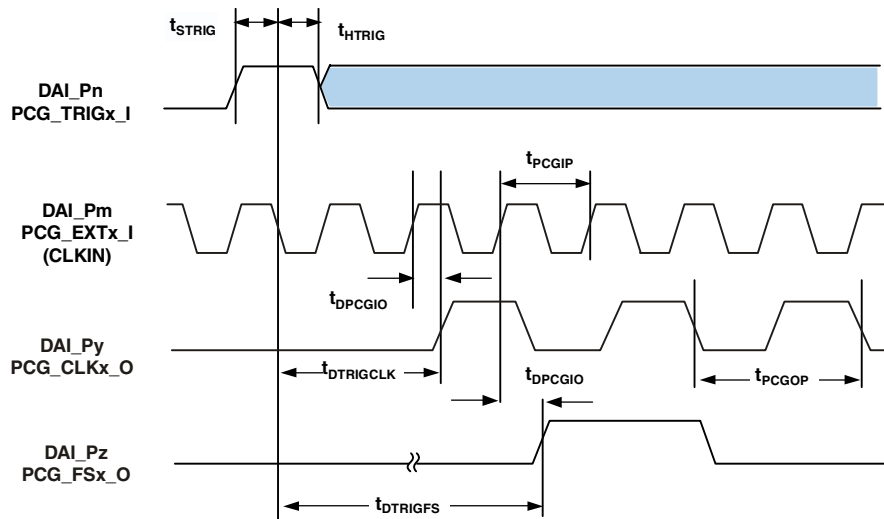 tSTRIG
tHTRIG
DAI_Pn
PCG_TRIGx_I
tPCGIP
DAI_Pm
PCG_EXTx_I
(CLKIN)
tDPCGIO
DAI_Py
PCG_CLKx_O
tDTRIGCLK
tDPCGIO
tPCGOP
DAI_Pz
PCG_FSx_O
tDTRIGFS